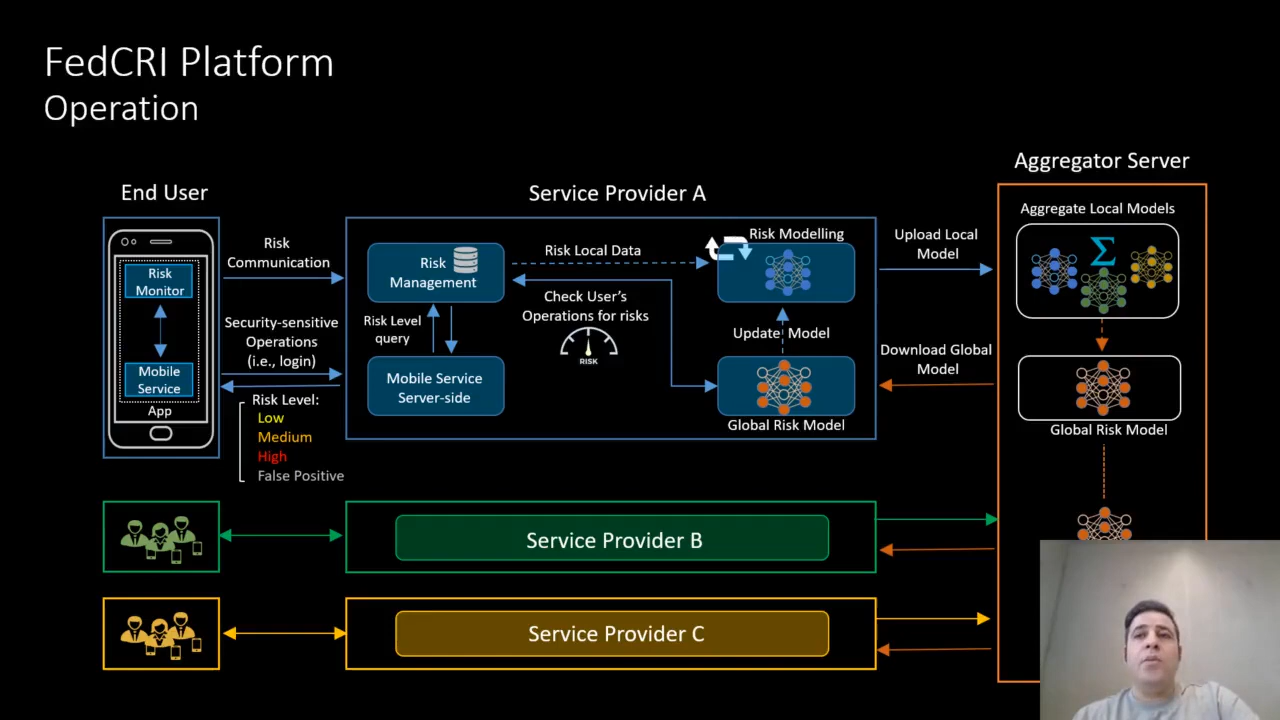 FedCRI Platform
Operation
End User
Risk
Monitor
Mobile
Service
App
Risk
Communication
Security-sensitive
Operations
(i.e., login)
Risk Level:
Low
Medium
High
False Positive
Service Provider A
Risk
Management
Risk Level
query
Mobile Service
Server-side
Risk Local Data
Check User's
Operations for risks
RISK
Risk Modelling
Update Model
Global Risk Model
Upload Local
Model
Download Global
Model
Aggregator Server
Aggregate Local Models
Σ
Global Risk Model
Service Provider B
Service Provider C